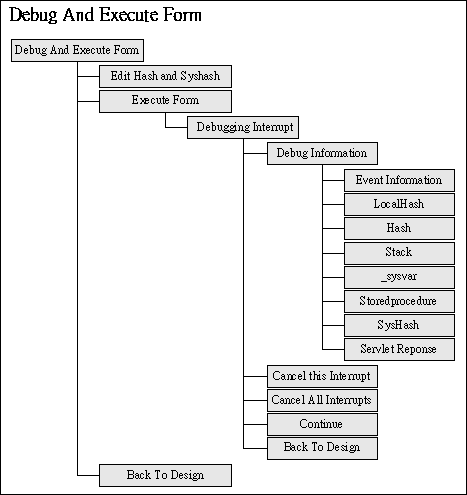 Debug And Execute Form
Debug And Execute Form
Edit Hash and Syshash
Execute Form
Debugging Interrupt
Debug Information
Event Information
LocalHash
Hash
Stack
_sysvar
Storedprocedure
SysHash
Servlet Reponse
Cancel this Interrupt
Cancel All Interrupts
Continue
Back To Design
Back To Design